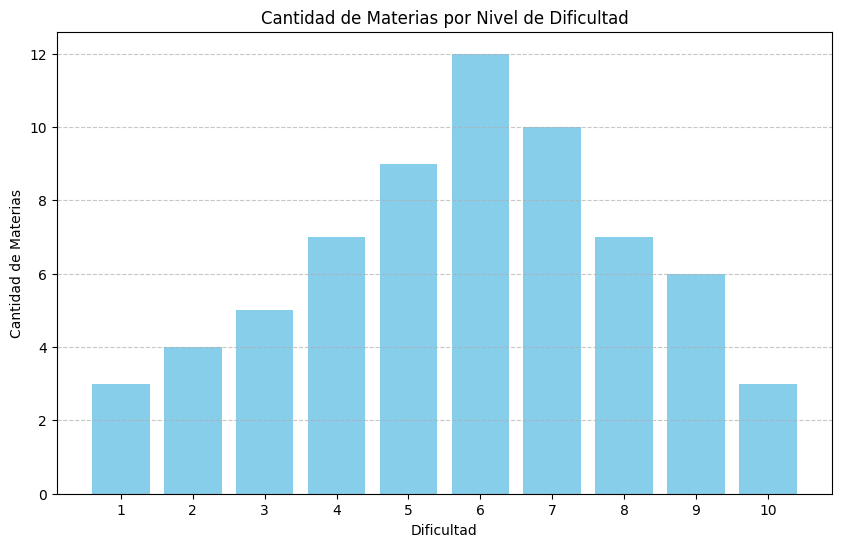 Cantidad de Materias por Nivel de Dificultad
Cantidad de Materias
12
10
8
6
4
2
0
1 2 3 4 5 6 7 8 9 10
Dificultad